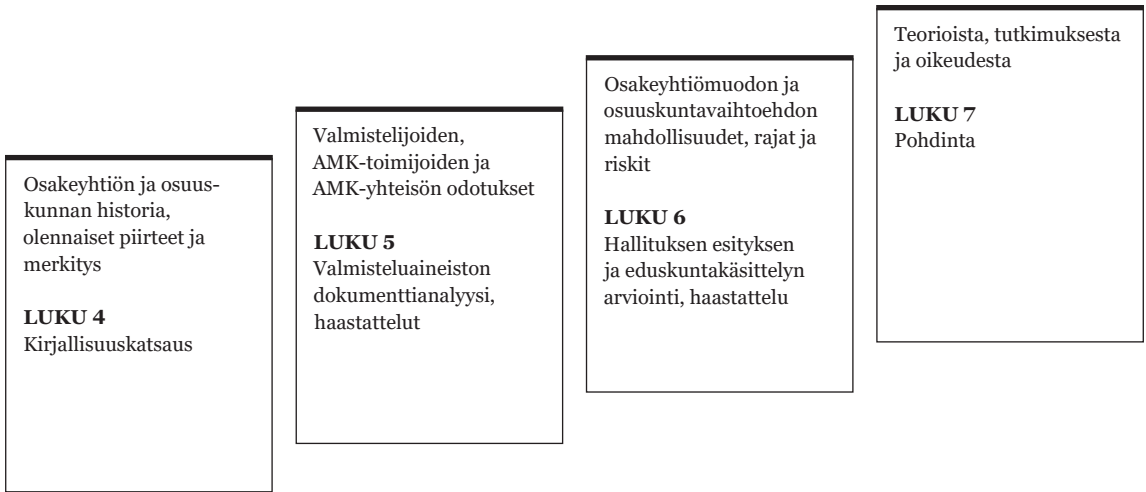 Osakeyhtiön ja osuus-
kunnan historia,
olennaiset piirteet ja
merkitys
LUKU 4
Kirjallisuuskatsaus
Valmistelijoiden,
AMK-toimijoiden ja
AMK-yhteisön odotukset
LUKU 5
Valmisteluaineiston
dokumenttianalyysi,
haastattelut
Osakeyhtiömuodon ja
osuuskuntavaihtoehdon
mahdollisuudet, rajat ja
riskit
LUKU 6
Hallituksen esityksen
ja eduskuntakäsittelyn
arviointi, haastattelu
Teorioista, tutkimuksesta
ja oikeudesta
LUKU 7
Pohdinta